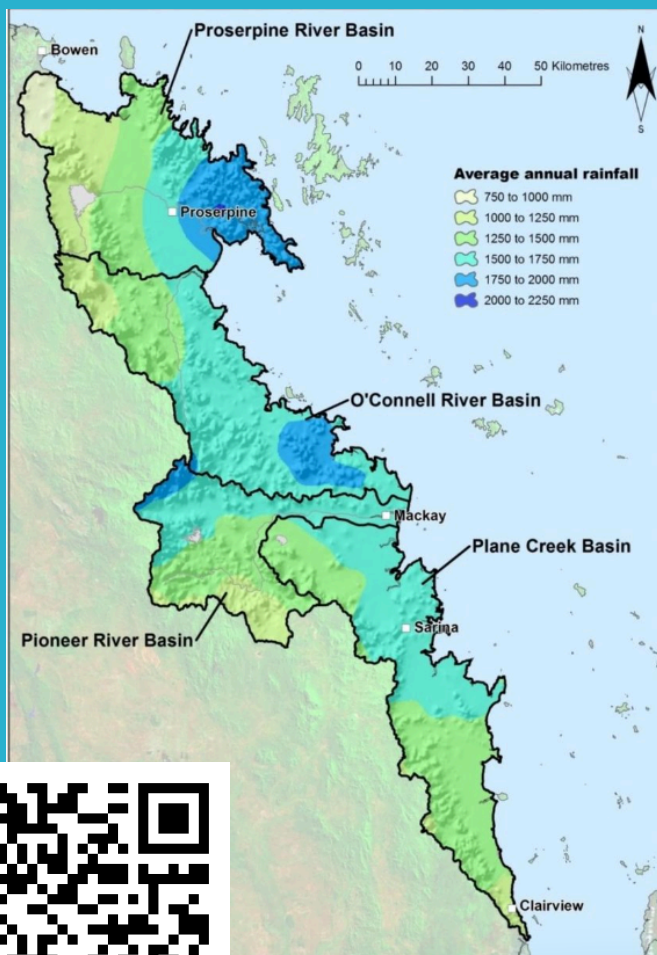 Proserpine River Basin
Bowen
0 10 20 30 40 50 Kilometres
N
S
Average annual rainfall
750 to 1000 mm
1000 to 1250 mm
1250 to 1500 mm
1500 to 1750 mm
1750 to 2000 mm
2000 to 2250 mm
Proserpine
O'Connell River Basin
Mackay
Plane Creek Basin
Sarina
Pioneer River Basin
Clairview